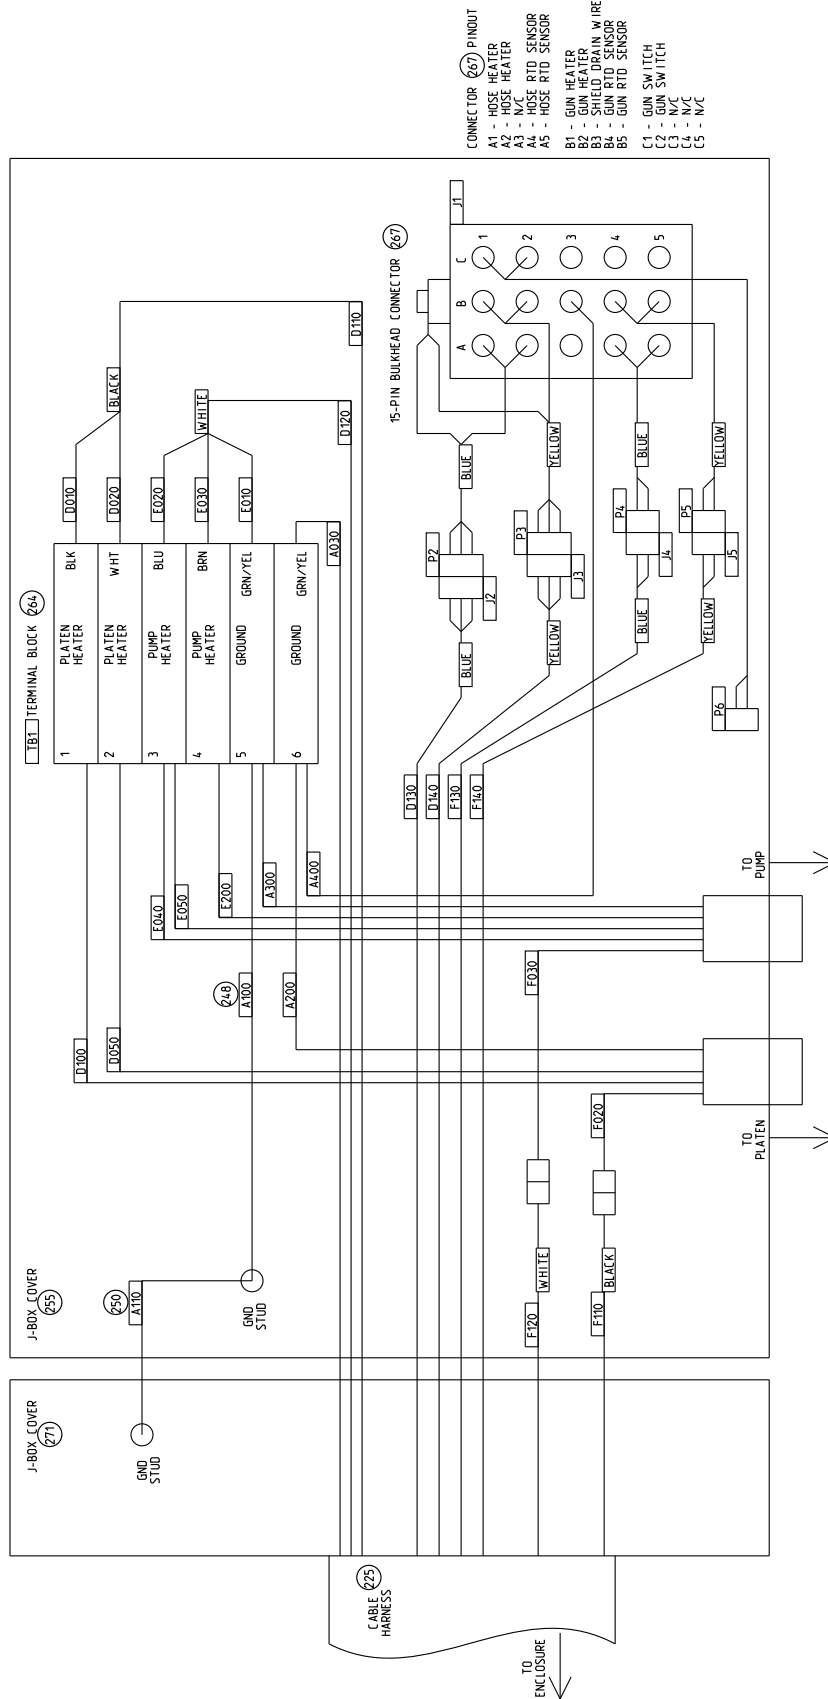 CONNECTOR 267 PINOUT
A1 - HOSE HEATER
A2 - HOSE HEATER
A3 - N/C
A4 - HOSE RTD SENSOR
A5 - HOSE RTD SENSOR
B1 - GUN HEATER
B2 - GUN HEATER
B3 - SHIELD DRAIN WIRE
B4 - GUN RTD SENSOR
B5 - GUN RTD SENSOR
C1 - GUN SWITCH
C2 - GUN SWITCH
C3 - N/C
C4 - N/C
C5 - N/C
15-PIN BULKHEAD CONNECTOR 267
J1
A B C
1
2
3
4
5
TB1 TERMINAL BLOCK 264
1 PLATEN HEATER BLK
2 PLATEN HEATER WHT
3 PUMP HEATER BLU
4 PUMP HEATER BRN
5 GROUND GRN/YEL
6 GROUND GRN/YEL
D010
D020
E020
E030
E010
A030
BLACK
WHITE
D110
D120
BLUE
YELLOW
BLUE
YELLOW
P2
J2
P3
J3
P4
J4
P5
J5
BLUE
YELLOW
BLUE
YELLOW
P6
D130
D140
F130
F140
E040
E050
E200
A300
A400
248
A100
A200
D100
D050
F030
F020
TO
PUMP
TO
PLATEN
WHITE
BLACK
F120
F110
J-BOX COVER
255
250
A110
GND
STUD
J-BOX COVER
271
GND
STUD
225
CABLE
HARNESS
TO
ENCLOSURE